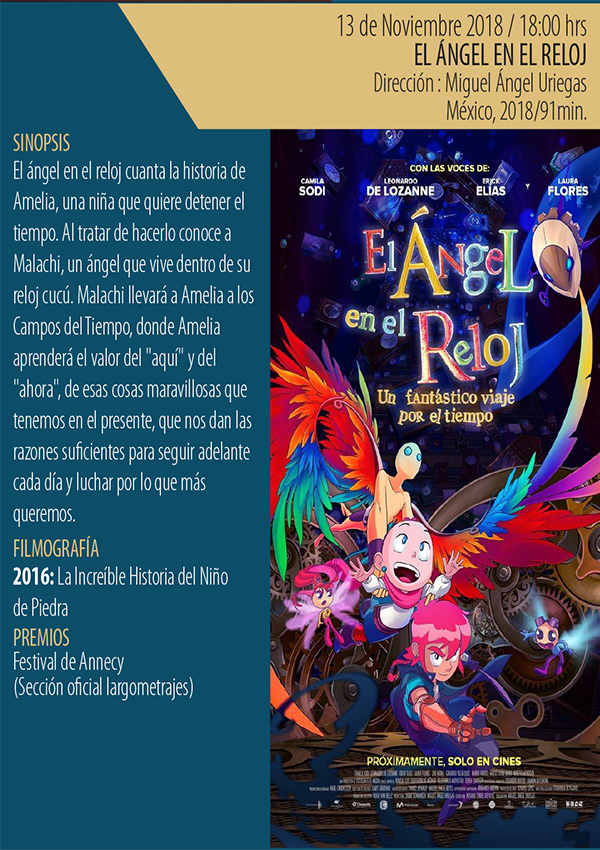 13 de Noviembre 2018 / 18:00 hrs
EL ÁNGEL EN EL RELOJ
Dirección : Miguel Ángel Uriegas
México, 2018/91min.
SINOPSIS
El ángel en el reloj cuanta la historia de
Amelia, una niña que quiere detener el
tiempo. Al tratar de hacerlo conoce a
Malachi, un ángel que vive dentro de su
reloj cucú. Malachi llevará a Amelia a los
Campos del Tiempo, donde Amelia
aprenderá el valor del "aquí" y del
"ahora", de esas cosas maravillosas que
tenemos en el presente, que nos dan las
razones suficientes para seguir adelante
cada día y luchar por lo que más
queremos.
FILMOGRAFÍA
2016: La Increíble Historia del Niño
de Piedra
PREMIOS
Festival de Annecy
(Sección oficial largometrajes)
CON LAS VOCES DE:
CAMILA SODI
LEONARDO DE LOZANNE
ERICK ELÍAS
Y LAURA FLORES
El Ángel
en el Reloj
Un fantástico viaje
por el tiempo
PRÓXIMAMENTE, SOLO EN CINES